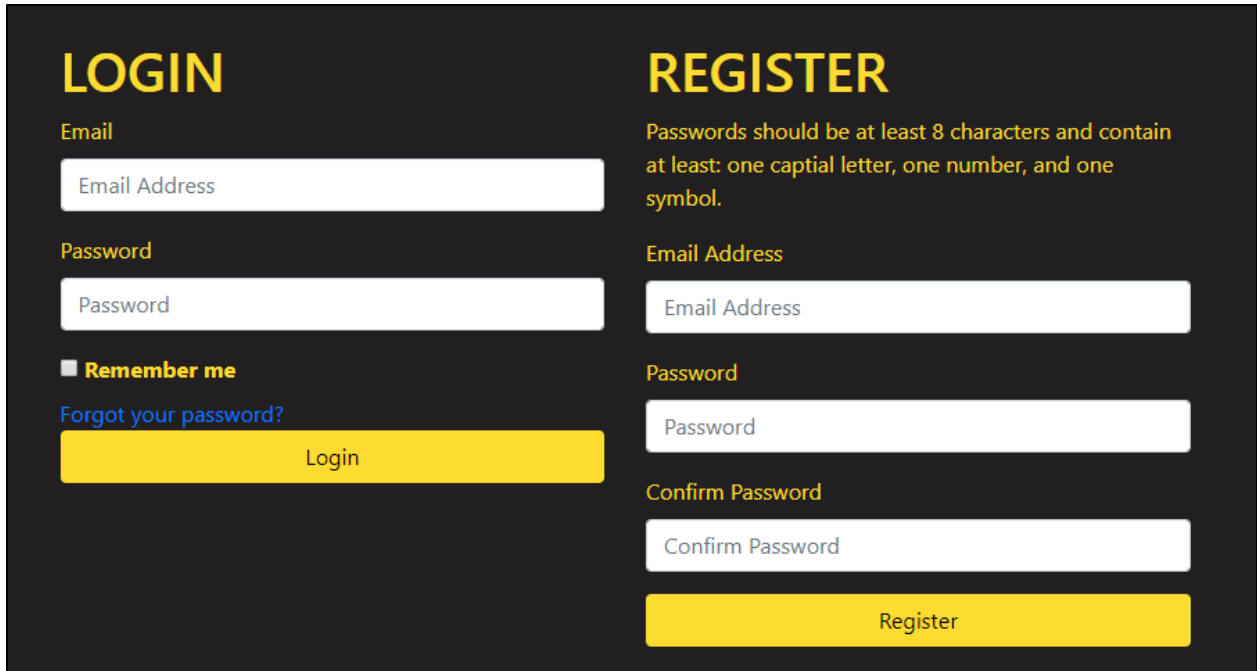 LOGIN
Email
Email Address
Password
Password
Remember me
Forgot your password?
Login
REGISTER
Passwords should be at least 8 characters and contain
at least: one captial letter, one number, and one
symbol.
Email Address
Email Address
Password
Password
Confirm Password
Confirm Password
Register